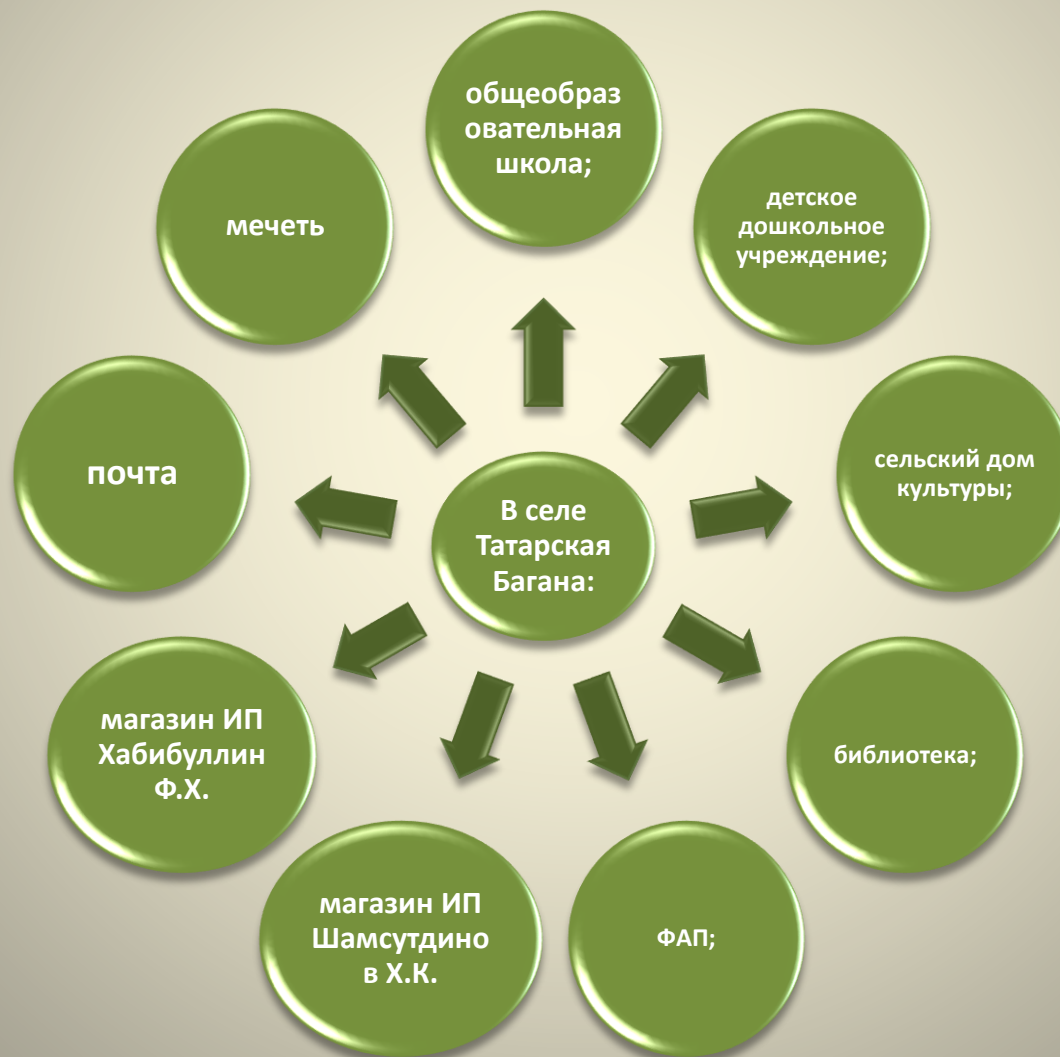 общеобраз
овательная
школа;
детское
дошкольное
учреждение;
сельский дом
культуры;
библиотека;
ФАП;
магазин ИП
Шамсутдино
в Х.К.
магазин ИП
Хабибуллин
Ф.Х.
почта
мечеть
В селе
Татарская
Багана: